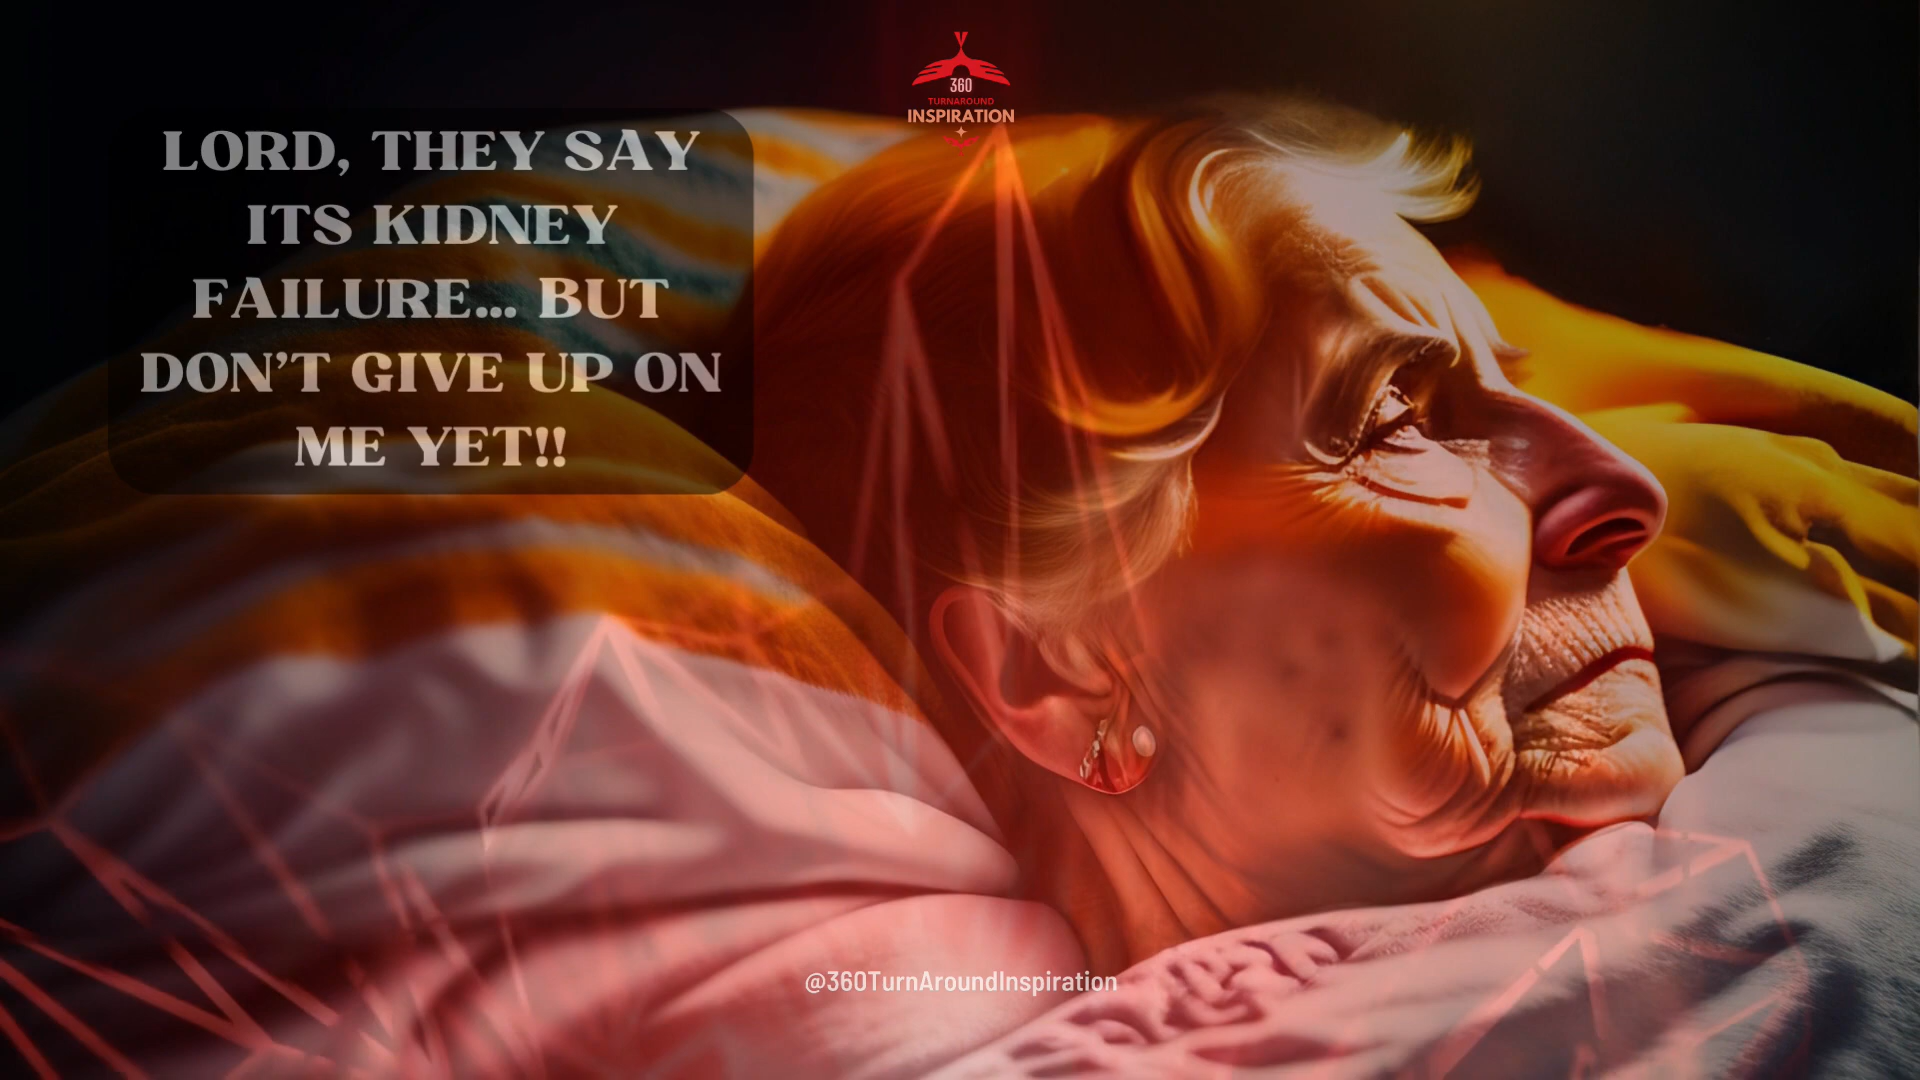 360
TURNAROUND
INSPIRATION
LORD, THEY SAY
ITS KIDNEY
FAILURE... BUT
DON'T GIVE UP ON
ME YET!!
@360TurnAroundInspiration